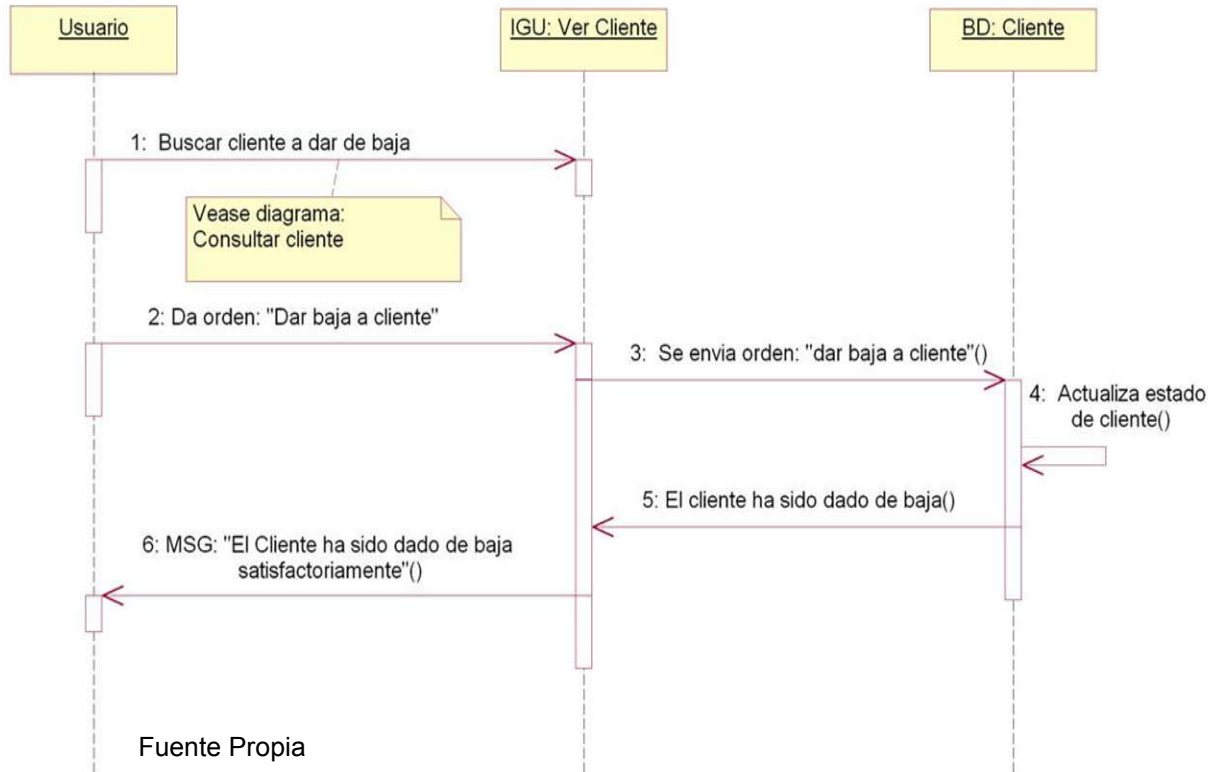 Usuario
IGU: Ver Cliente
BD: Cliente
1: Buscar cliente a dar de baja
Vease diagrama:
Consultar cliente
2: Da orden: "Dar baja a cliente"
3: Se envia orden: "dar baja a cliente"()
4: Actualiza estado
de cliente()
5: El cliente ha sido dado de baja()
6: MSG: "El Cliente ha sido dado de baja
satisfactoriamente"()
Fuente Propia